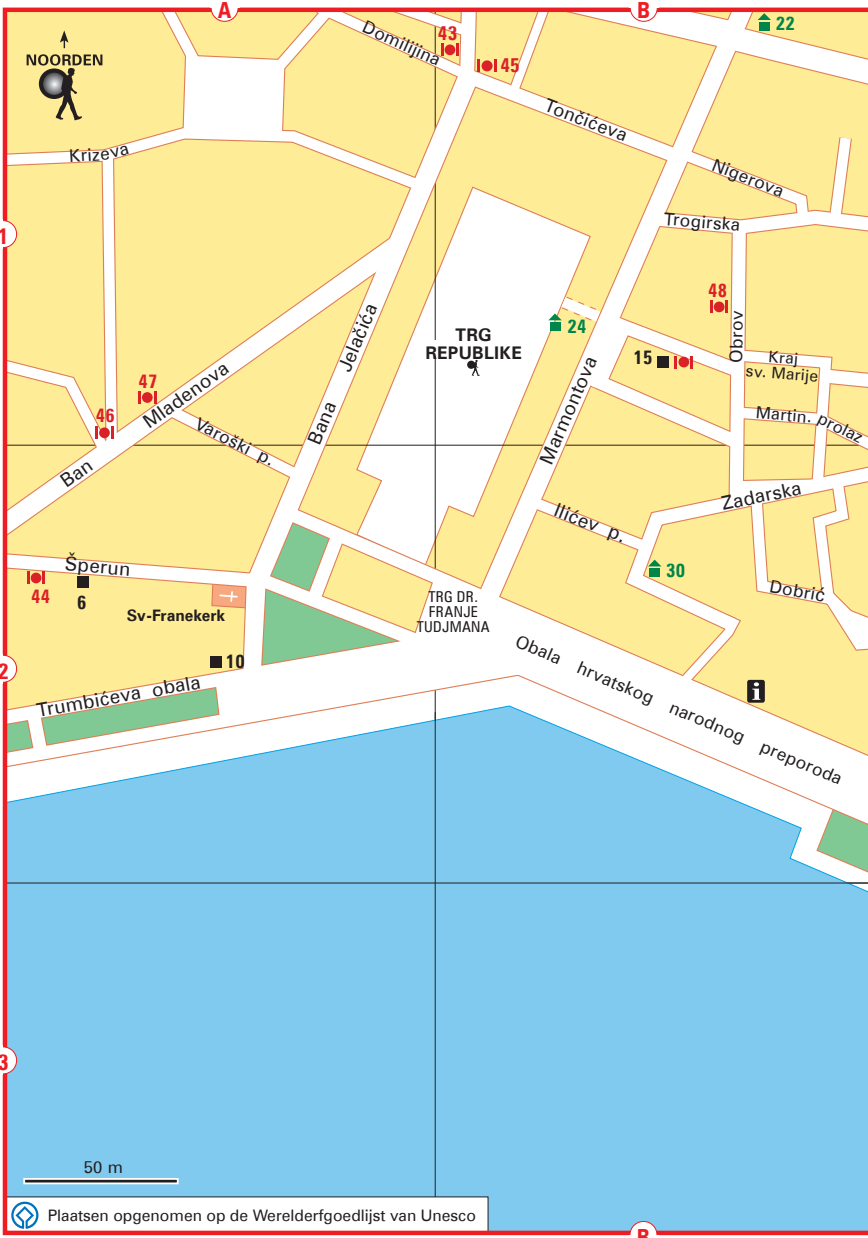 A
B
NOORDEN
Domilijina
43
45
22
Tončićeva
Krizeva
Nigerova
Trogirska
1
48
24
TRG
REPUBLIKE
15
Obrov
Kraj
sv. Marije
Bana Jelačića
Marmontova
47
Mladenova
46
Varoški p.
Martin. prolaz
Ban
Zadarska
Ilićev p.
Šperun
44
6
30
Dobrić
Sv-Franekerk
TRG DR.
FRANJE
TUDJMANA
2
10
Obala hrvatskog narodnog preporoda
i
Trumbićeva obala
3
50 m
Plaatsen opgenomen op de Werelderfgoedlijst van Unesco
B